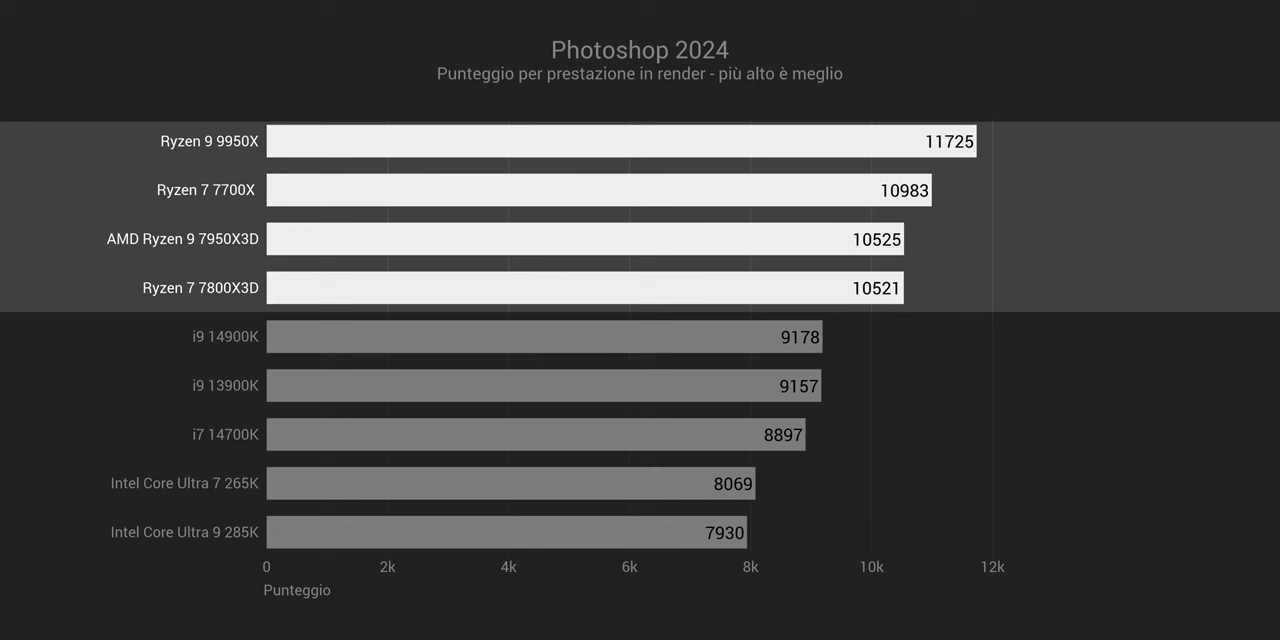 Photoshop 2024
Punteggio per prestazione in render - più alto è meglio
Ryzen 9 9950X 11725
Ryzen 7 7700X 10983
AMD Ryzen 9 7950X3D 10525
Ryzen 7 7800X3D 10521
i9 14900K 9178
i9 13900K 9157
i7 14700K 8897
Intel Core Ultra 7 265K 8069
Intel Core Ultra 9 285K 7930
0 2k 4k 6k 8k 10k 12k
Punteggio